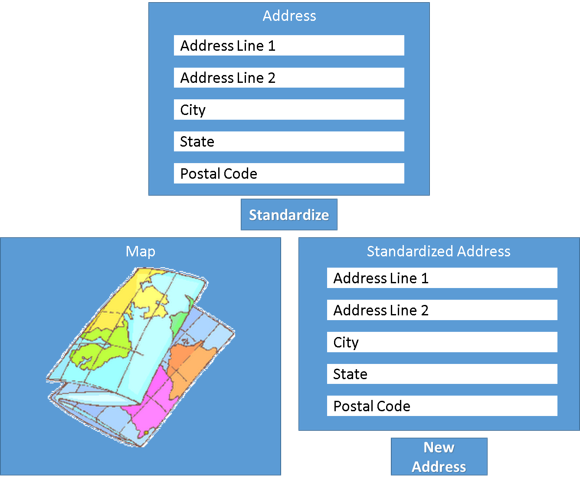 Address
Address Line 1
Address Line 2
City
State
Postal Code
Standardize
Map
Standardized Address
Address Line 1
Address Line 2
City
State
Postal Code
New
Address